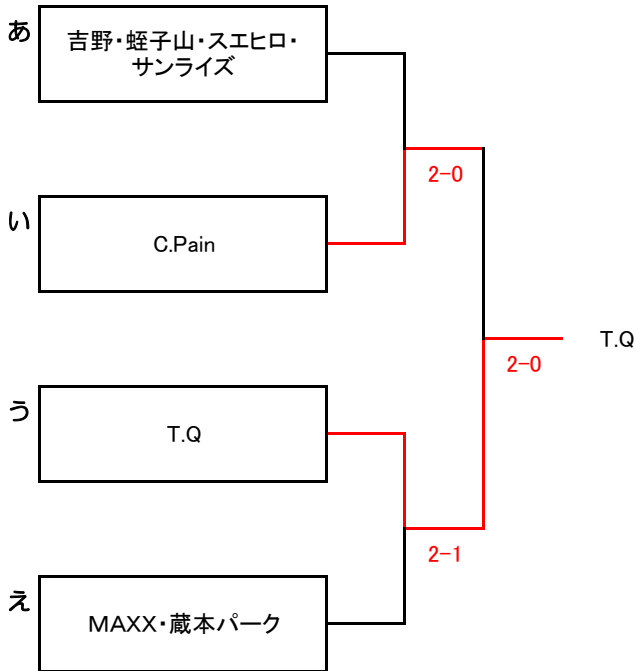 あ
吉野・蛭子山・スエヒロ・
サンライズ
2-0
い
C.Pain
T.Q
2-0
う
T.Q
2-1
え
MAXX・蔵本パーク